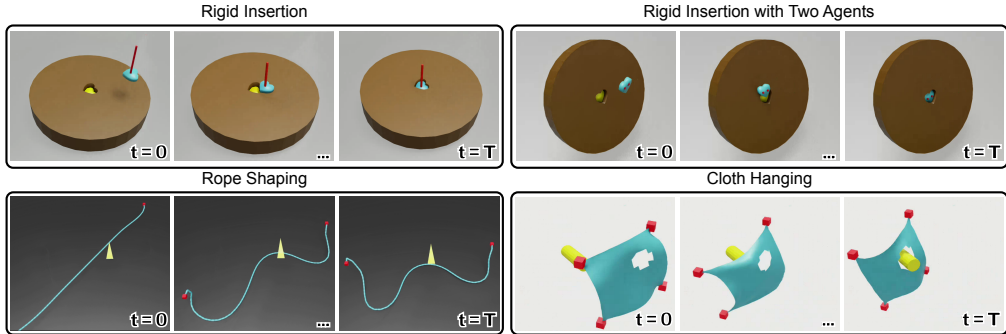 Rigid Insertion
t = 0
...
t = T
Rigid Insertion with Two Agents
t = 0
...
t = T
Rope Shaping
t = 0
...
t = T
Cloth Hanging
t = 0
...
t = T